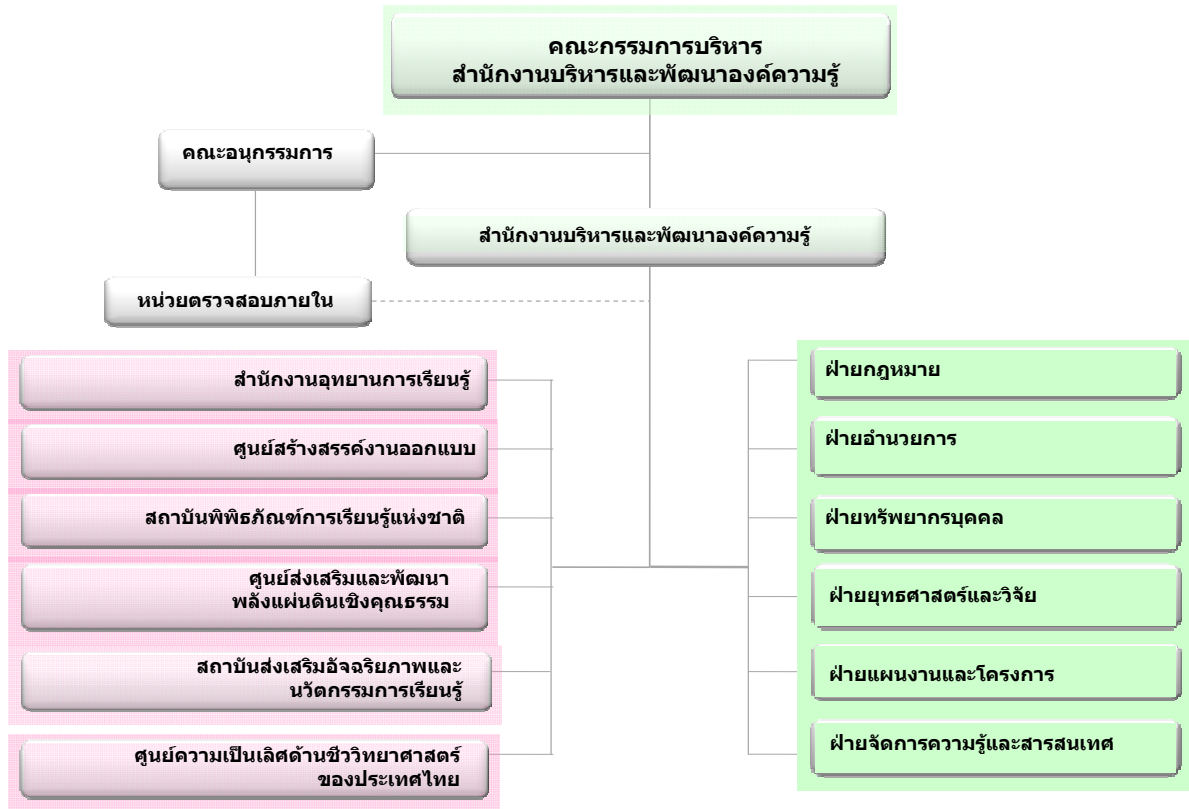 คณะกรรมการบริหาร
สำนักงานบริหารและพัฒนาองค์ความรู้
คณะอนุกรรมการ
สำนักงานบริหารและพัฒนาองค์ความรู้
หน่วยตรวจสอบภายใน
สำนักงานอุทยานการเรียนรู้
ศูนย์สร้างสรรค์งานออกแบบ
สถาบันพิพิธภัณฑ์การเรียนรู้แห่งชาติ
ศูนย์ส่งเสริมและพัฒนา
พลังแผ่นดินเชิงคุณธรรม
สถาบันส่งเสริมอัจฉริยภาพและ
นวัตกรรมการเรียนรู้
ศูนย์ความเป็นเลิศด้านชีววิทยาศาสตร์
ของประเทศไทย
ฝ่ายกฎหมาย
ฝ่ายอำนวยการ
ฝ่ายทรัพยากรบุคคล
ฝ่ายยุทธศาสตร์และวิจัย
ฝ่ายแผนงานและโครงการ
ฝ่ายจัดการความรู้และสารสนเทศ